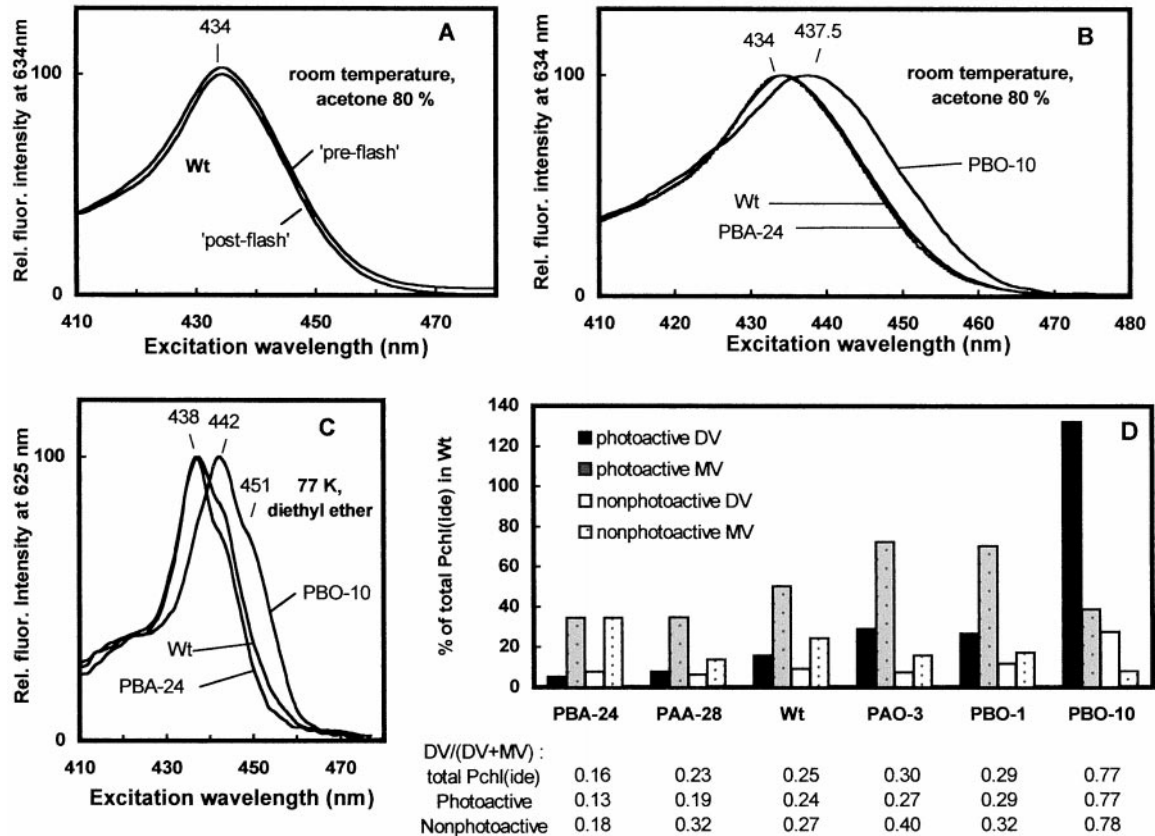 A
434
Rel. fluor. intensity at 634nm
100
0
room temperature,
acetone 80 %
Wt
'pre-flash'
'post-flash'
410 430 450 470
Excitation wavelength (nm)
B
434 437.5
Rel. fluor. intensity at 634 nm
100
0
room temperature,
acetone 80 %
PBO-10
Wt
PBA-24
410 420 430 440 450 460 470 480
Excitation wavelength (nm)
C
438 442
451
77 K,
diethyl ether
Rel. fluor. Intensity at 625 nm
100
0
PBO-10
Wt
PBA-24
410 430 450 470
Excitation wavelength (nm)
D
% of total Pchl(ide) in Wt
140
120
100
80
60
40
20
0
photoactive DV
photoactive MV
nonphotoactive DV
nonphotoactive MV
PBA-24 PAA-28 Wt PAO-3 PBO-1 PBO-10
DV/(DV+MV) :
total Pchl(ide) 0.16 0.23 0.25 0.30 0.29 0.77
Photoactive 0.13 0.19 0.24 0.27 0.29 0.77
Nonphotoactive 0.18 0.32 0.27 0.40 0.32 0.78